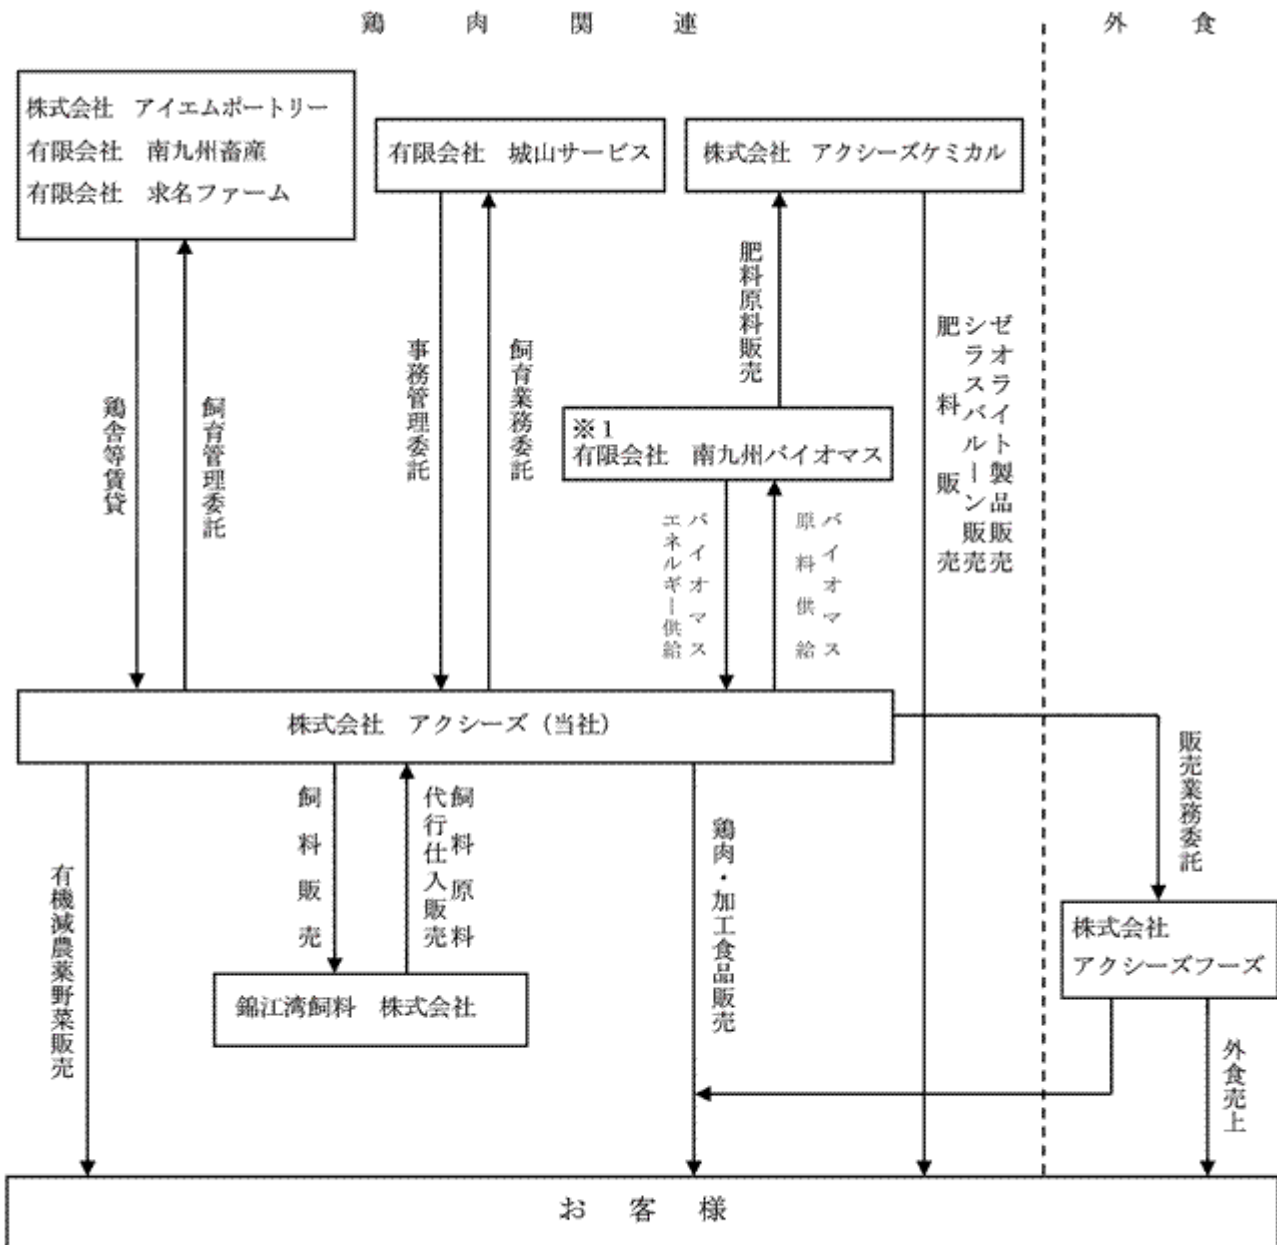 鶏肉関連
外食
株式会社　アイエムポートリー
有限会社　南九州畜産
有限会社　求名ファーム
有限会社　城山サービス
株式会社　アクシーズケミカル
鶏舎等賃貸
飼育管理委託
事務管理委託
飼育業務委託
肥料原料販売
ゼオライト製品販売
シラスバルーン販売
肥料販売
※1
有限会社　南九州バイオマス
バイオマス
エネルギー供給
バイオマス
原料供給
株式会社　アクシーズ（当社）
販売業務委託
有機減農薬野菜販売
飼料販売
飼料原料
代行仕入販売
鶏肉・加工食品販売
錦江湾飼料　株式会社
株式会社
アクシーズフーズ
外食売上
お客様